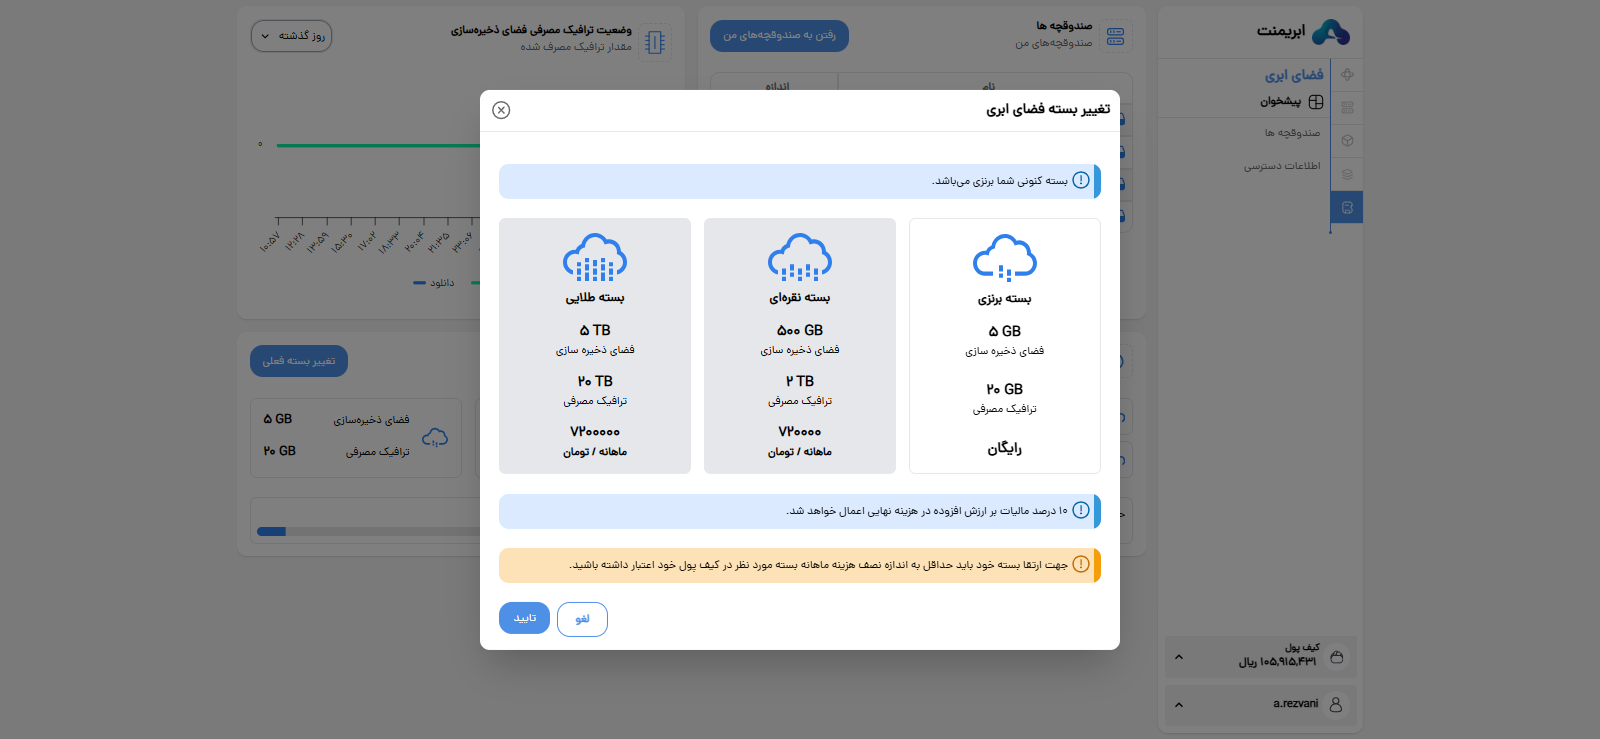 ابریمنت
فضای ابری
پیشخوان
صندوقچه ها
اطلاعات دسترسی
کیف پول
۱۰۵,۹۱۵,۴۳۱ ریال
a.rezvani
صندوقچه ها
صندوقچه‌های من
رفتن به صندوقچه‌های من
نام
اندازه
وضعیت ترافیک مصرفی فضای ذخیره‌سازی
مقدار ترافیک مصرف شده
روز گذشته
۰
۱۰:۵۷
۱۲:۲۸
۱۳:۵۹
۱۵:۳۰
۱۷:۰۲
۱۸:۳۳
۲۰:۰۴
۲۱:۳۵
۲۳:۰۶
دانلود
تغییر بسته فعلی
فضای ذخیره‌سازی
۵ GB
ترافیک مصرفی
۲۰ GB
تغییر بسته فضای ابری
بسته کنونی شما برنزی می‌باشد.
بسته برنزی
۵ GB
فضای ذخیره سازی
۲۰ GB
ترافیک مصرفی
رایگان
بسته نقره‌ای
۵۰۰ GB
فضای ذخیره سازی
۲ TB
ترافیک مصرفی
۷۲۰۰۰۰
ماهانه / تومان
بسته طلایی
۵ TB
فضای ذخیره سازی
۲۰ TB
ترافیک مصرفی
۷۲۰۰۰۰۰
ماهانه / تومان
۱۰ درصد مالیات بر ارزش افزوده در هزینه نهایی اعمال خواهد شد.
جهت ارتقا بسته خود باید حداقل به اندازه نصف هزینه ماهانه بسته مورد نظر در کیف پول خود اعتبار داشته باشید.
لغو
تایید